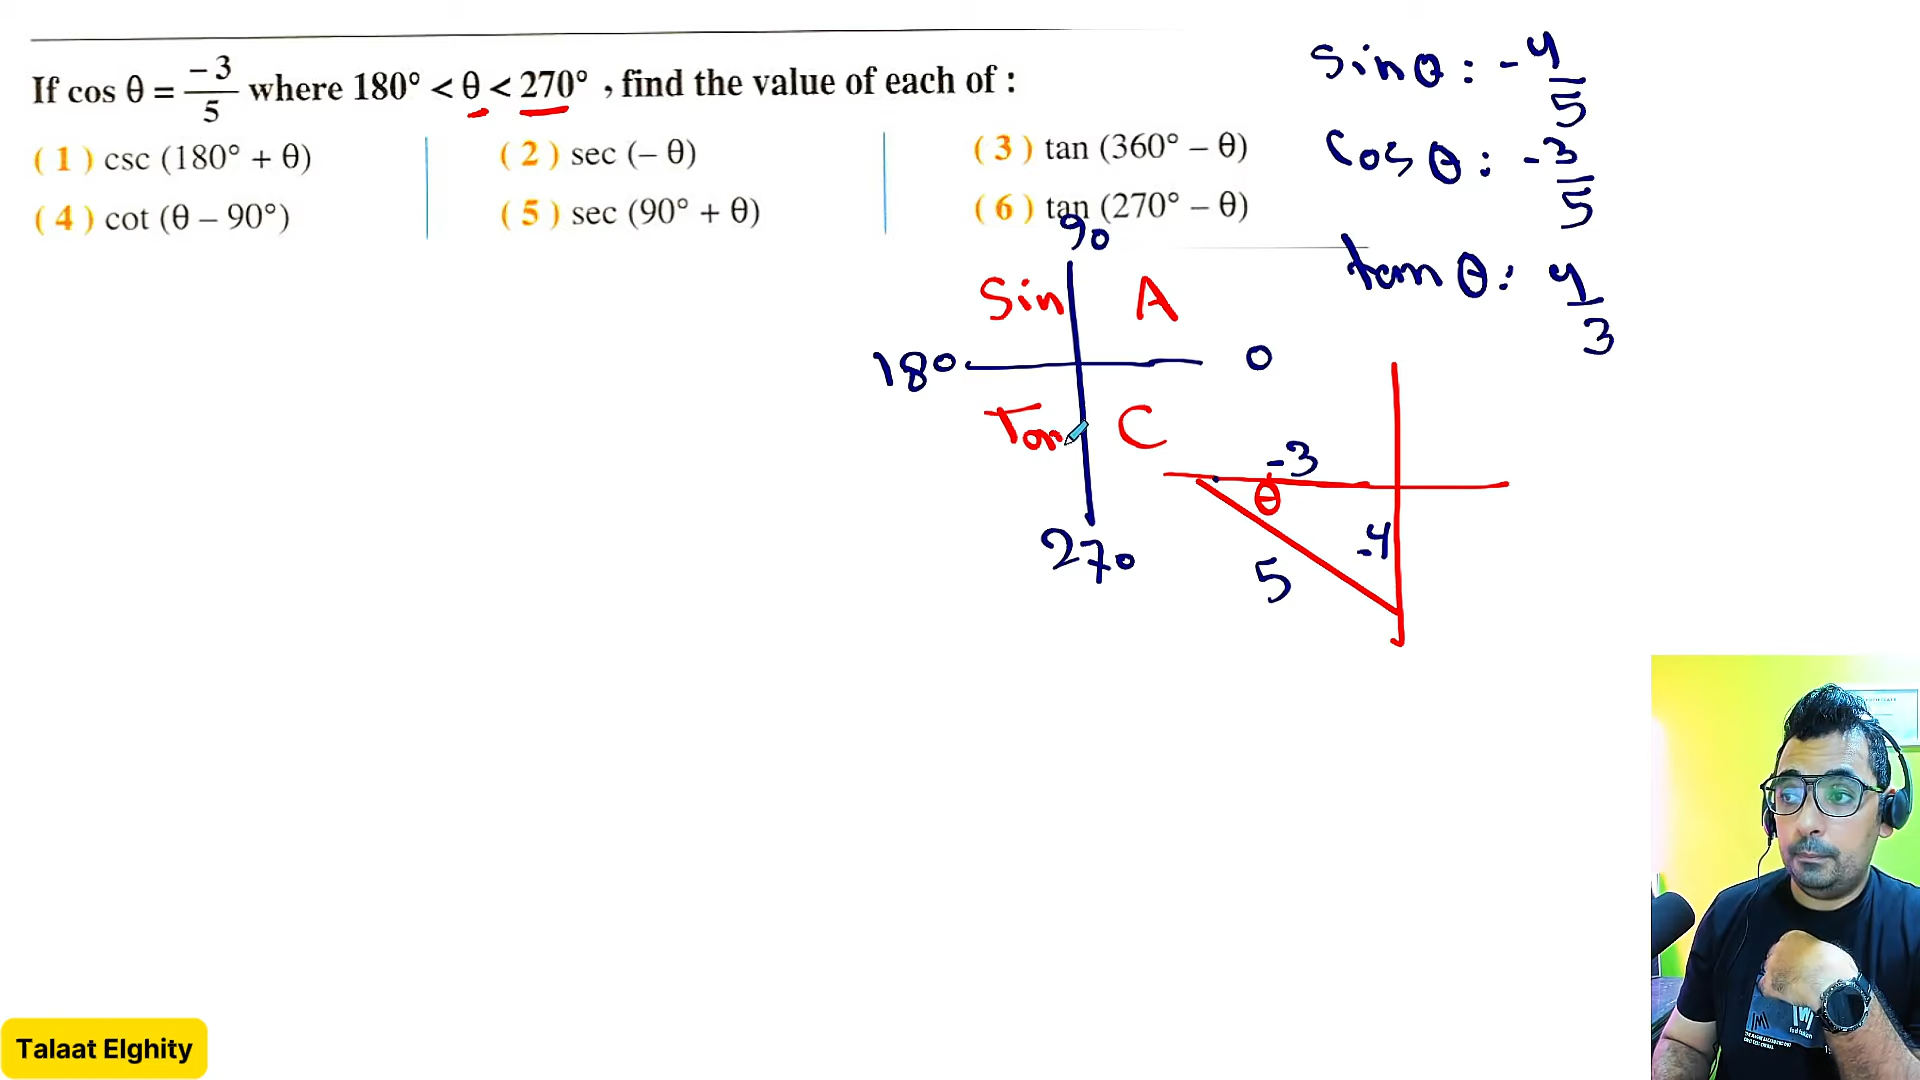 If cos θ = -3/5 where 180° < θ < 270° , find the value of each of :
( 1 ) csc (180° + θ)
( 2 ) sec (– θ)
( 3 ) tan (360° – θ)
( 4 ) cot (θ – 90°)
( 5 ) sec (90° + θ)
( 6 ) tan (270° – θ)
sin θ : -4/5
cos θ : -3/5
tan θ : 4/3
90
Sin A
180 0
Tan C
270
-3
θ
-4
5
Talaat Elghity